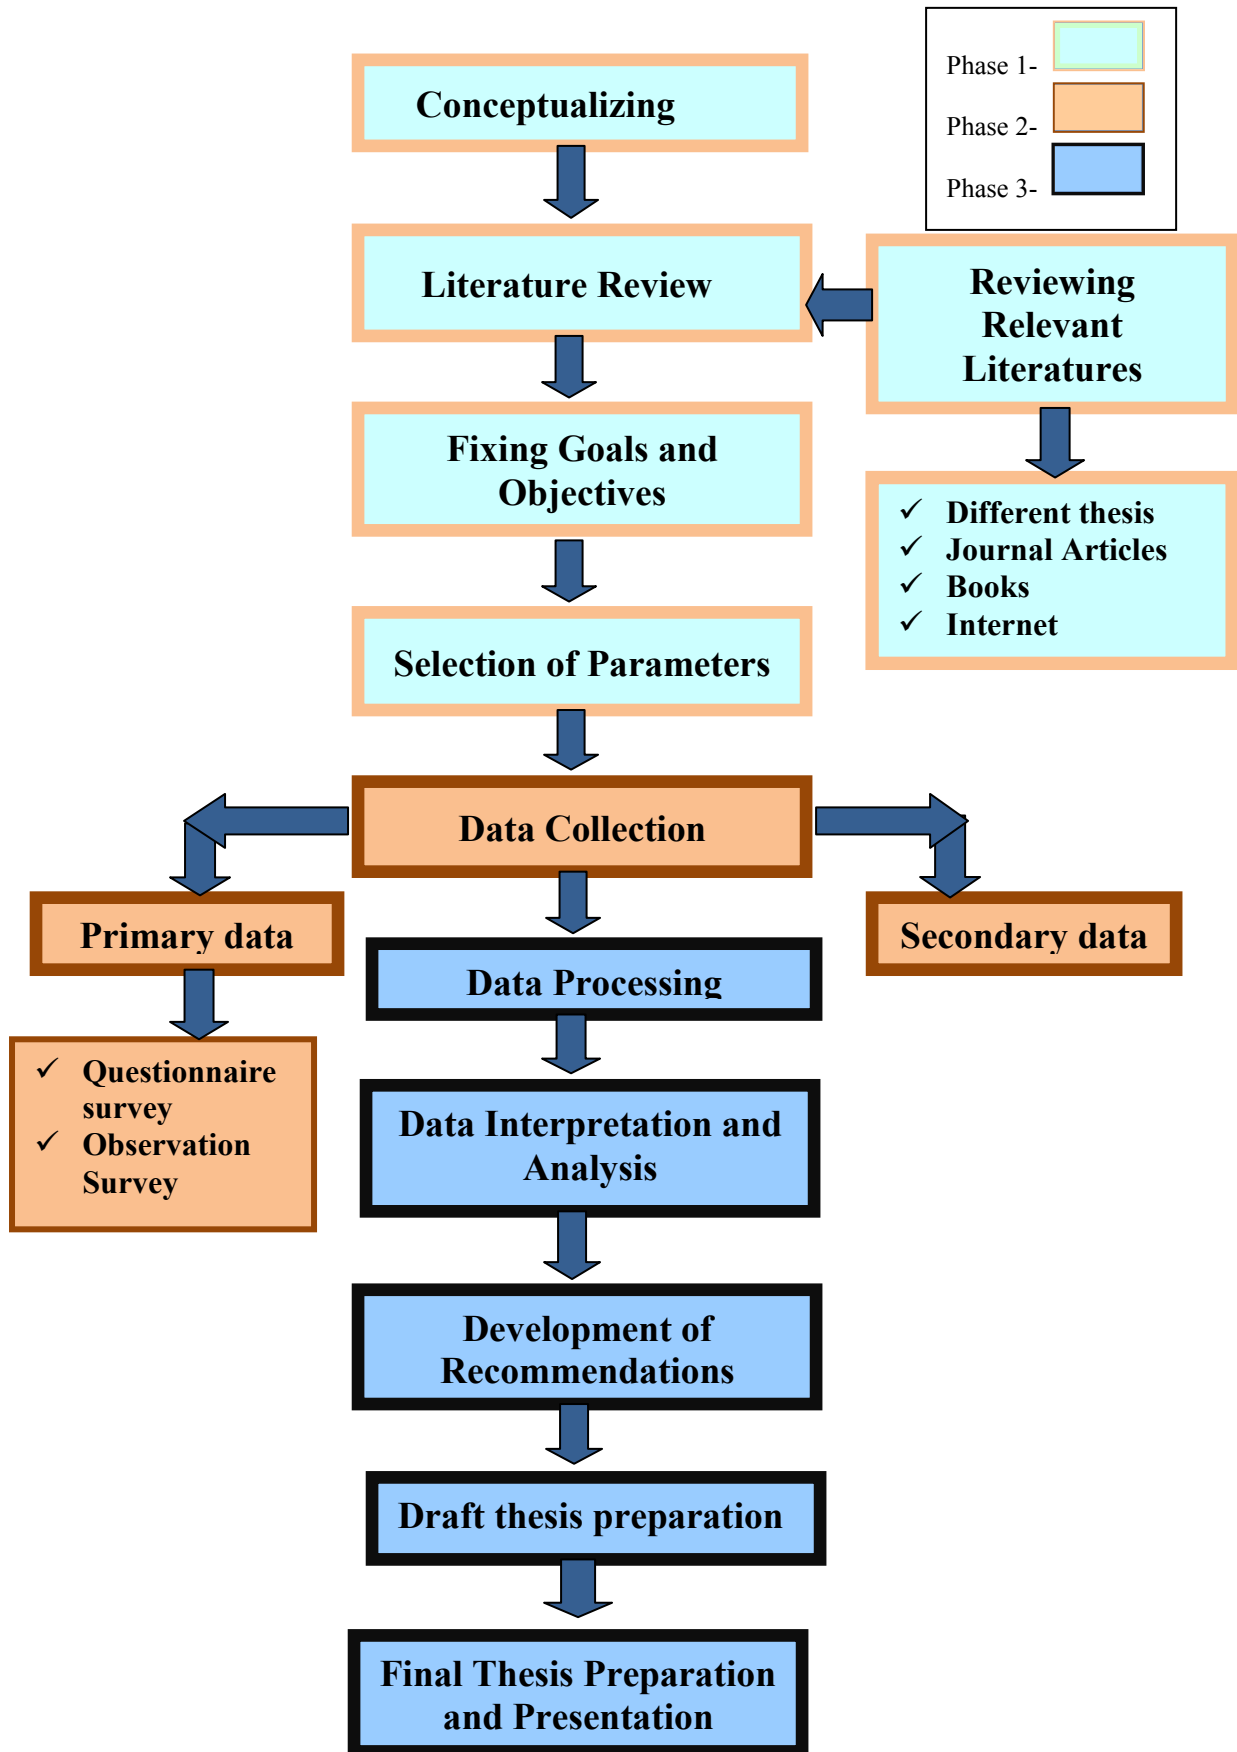 Phase 1-
Phase 2-
Phase 3-
Conceptualizing
Literature Review
Reviewing
Relevant
Literatures
Fixing Goals and
Objectives
✓ Different thesis
✓ Journal Articles
✓ Books
✓ Internet
Selection of Parameters
Data Collection
Primary data
Secondary data
Data Processing
✓ Questionnaire
survey
✓ Observation
Survey
Data Interpretation and
Analysis
Development of
Recommendations
Draft thesis preparation
Final Thesis Preparation
and Presentation